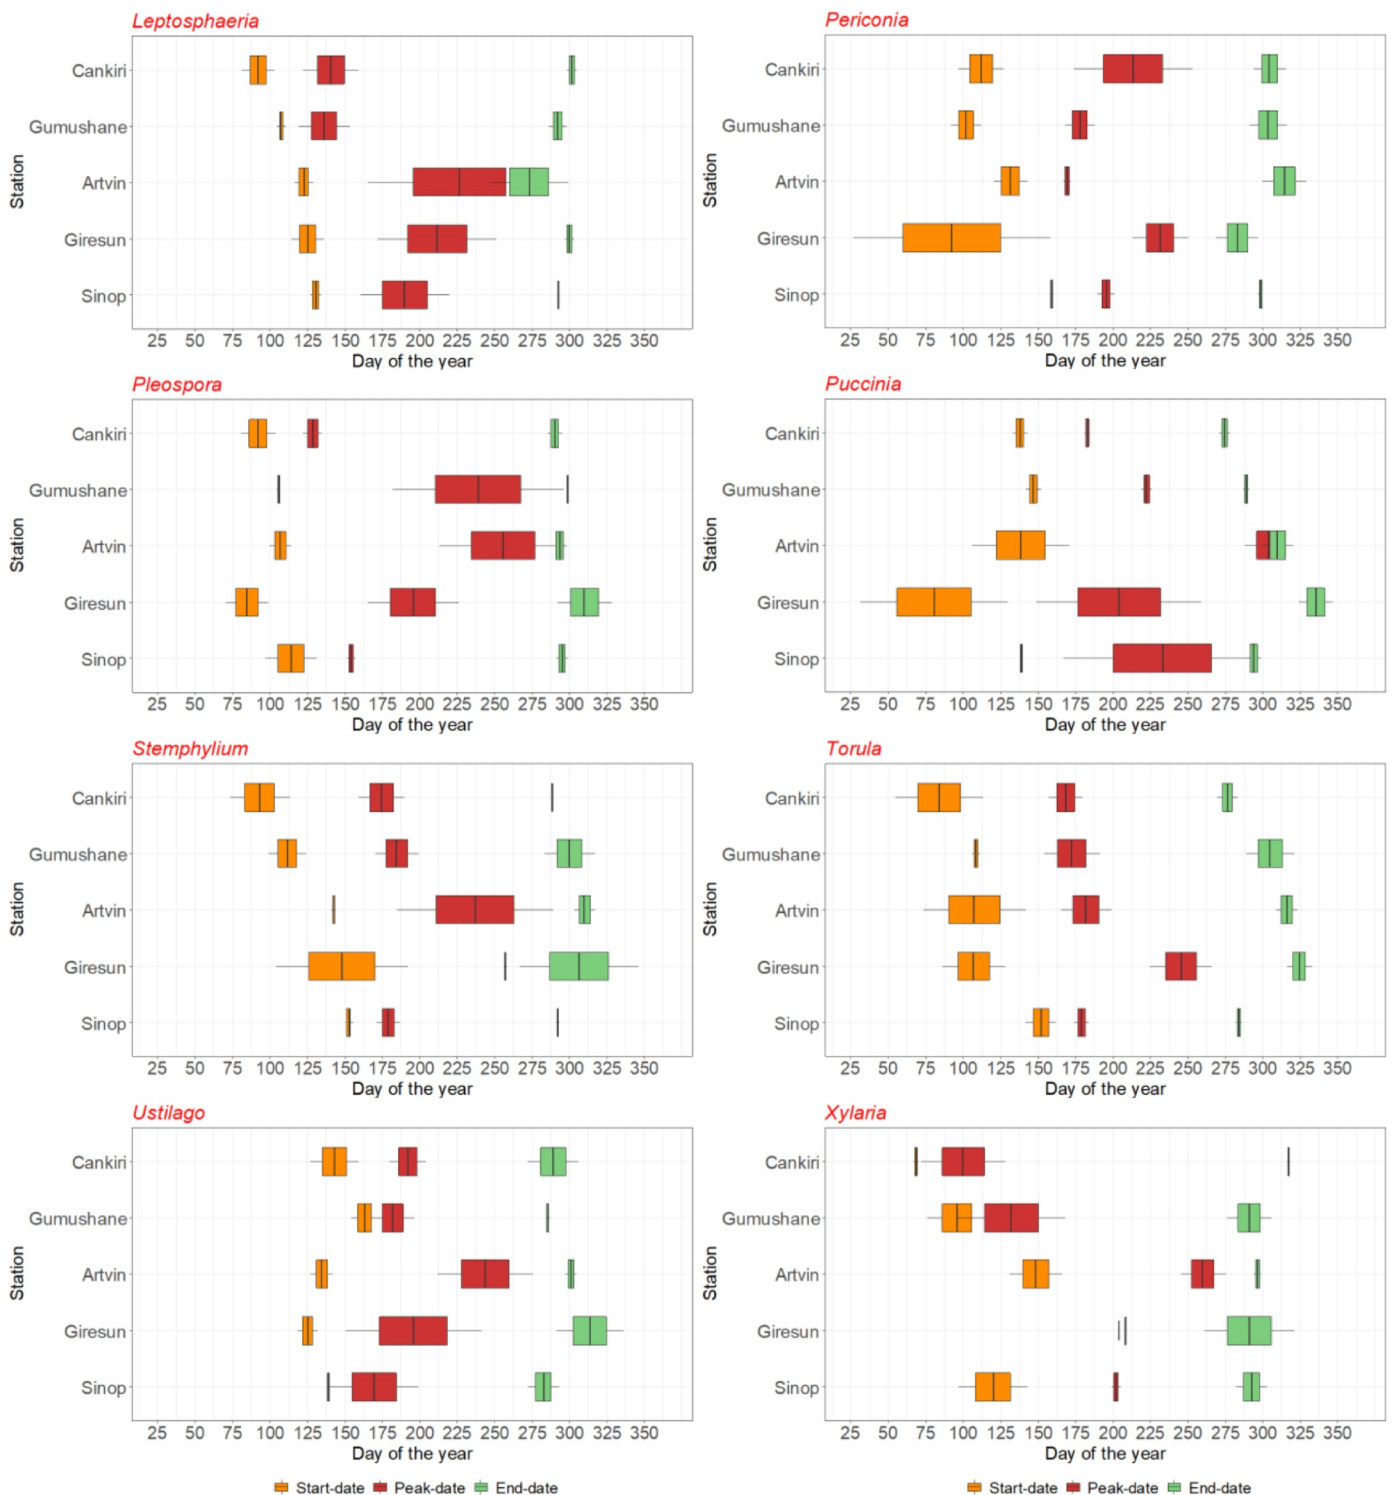 Leptosphaeria
Station
Cankiri
Gumushane
Artvin
Giresun
Sinop
25 50 75 100 125 150 175 200 225 250 275 300 325 350
Day of the year
Periconia
Station
Cankiri
Gumushane
Artvin
Giresun
Sinop
25 50 75 100 125 150 175 200 225 250 275 300 325 350
Day of the year
Pleospora
Station
Cankiri
Gumushane
Artvin
Giresun
Sinop
25 50 75 100 125 150 175 200 225 250 275 300 325 350
Day of the year
Puccinia
Station
Cankiri
Gumushane
Artvin
Giresun
Sinop
25 50 75 100 125 150 175 200 225 250 275 300 325 350
Day of the year
Stemphylium
Station
Cankiri
Gumushane
Artvin
Giresun
Sinop
25 50 75 100 125 150 175 200 225 250 275 300 325 350
Day of the year
Torula
Station
Cankiri
Gumushane
Artvin
Giresun
Sinop
25 50 75 100 125 150 175 200 225 250 275 300 325 350
Day of the year
Ustilago
Station
Cankiri
Gumushane
Artvin
Giresun
Sinop
25 50 75 100 125 150 175 200 225 250 275 300 325 350
Day of the year
Xylaria
Station
Cankiri
Gumushane
Artvin
Giresun
Sinop
25 50 75 100 125 150 175 200 225 250 275 300 325 350
Day of the year
Start-date Peak-date End-date
Start-date Peak-date End-date